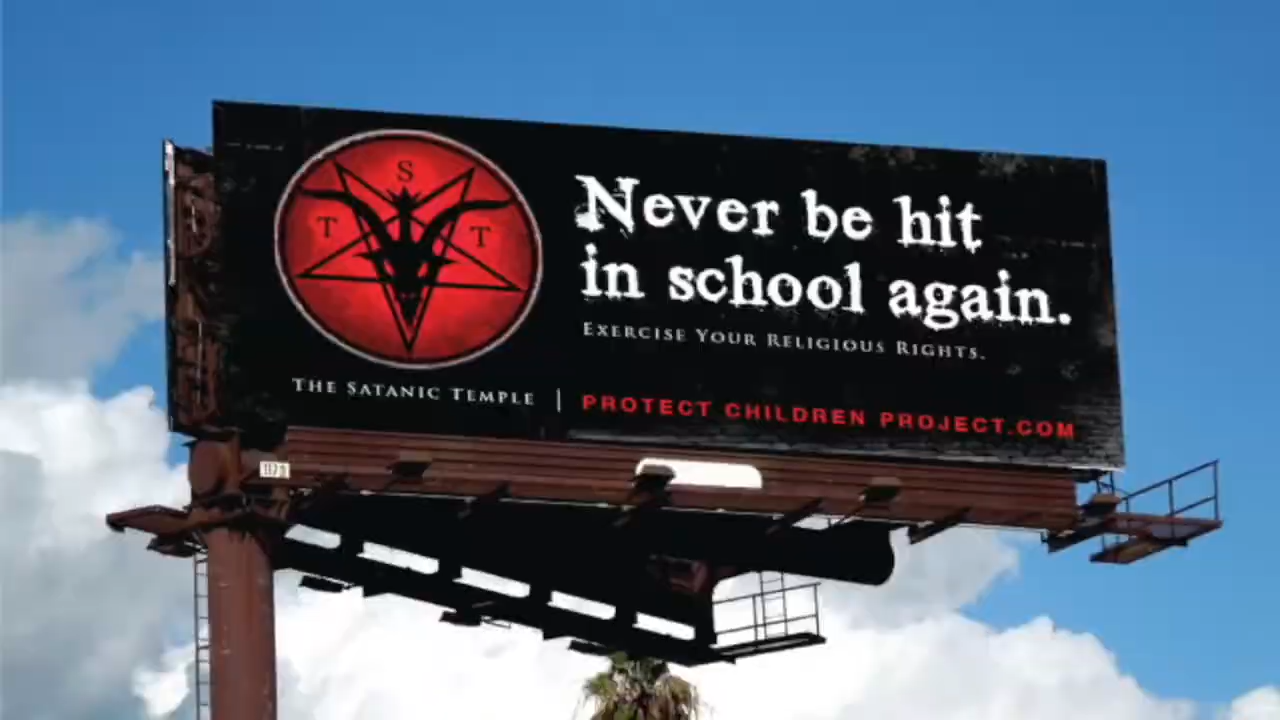 S
T T
Never be hit
in school again.
Exercise Your Religious Rights.
The Satanic Temple | PROTECT CHILDREN PROJECT.COM